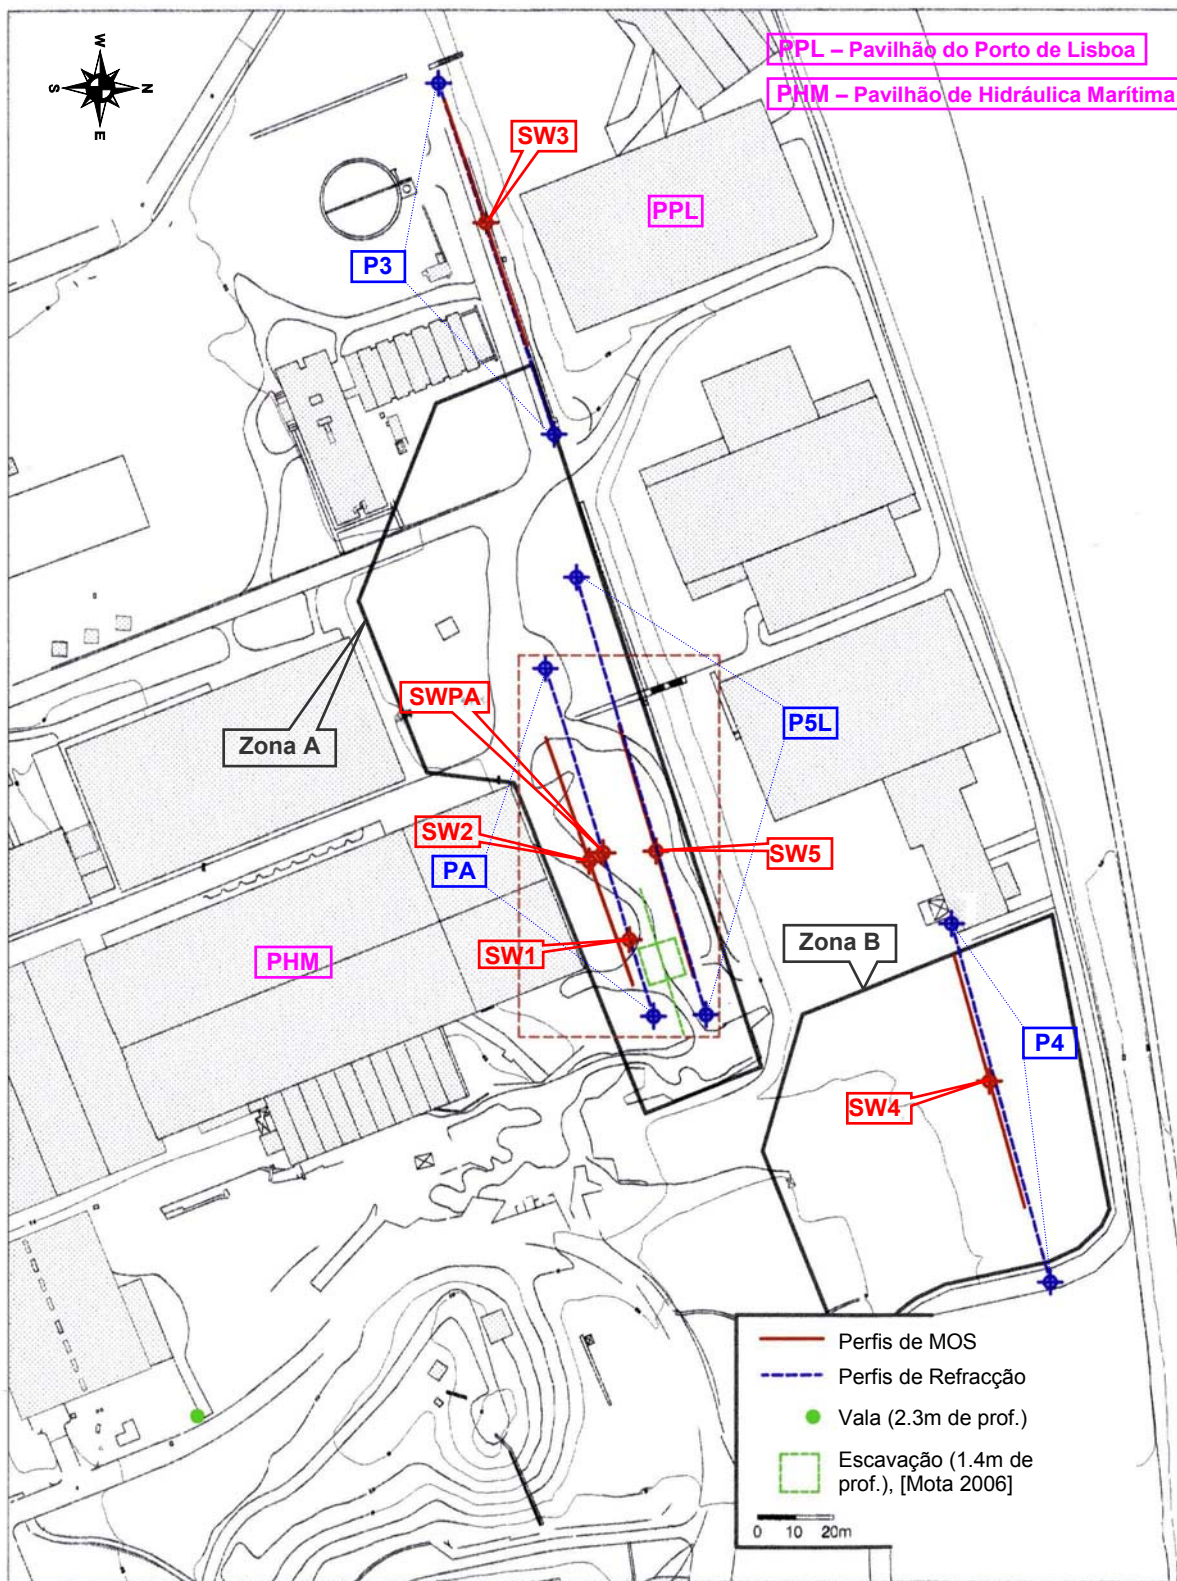 W
S
N
E
PPL – Pavilhão do Porto de Lisboa
PHM – Pavilhão de Hidráulica Marítima
SW3
PPL
P3
SWPA
P5L
Zona A
SW2
SW5
PA
SW1
Zona B
PHM
P4
SW4
Perfis de MOS
Perfis de Refracção
Vala (2.3m de prof.)
Escavação (1.4m de
prof.), [Mota 2006]
0 10 20m